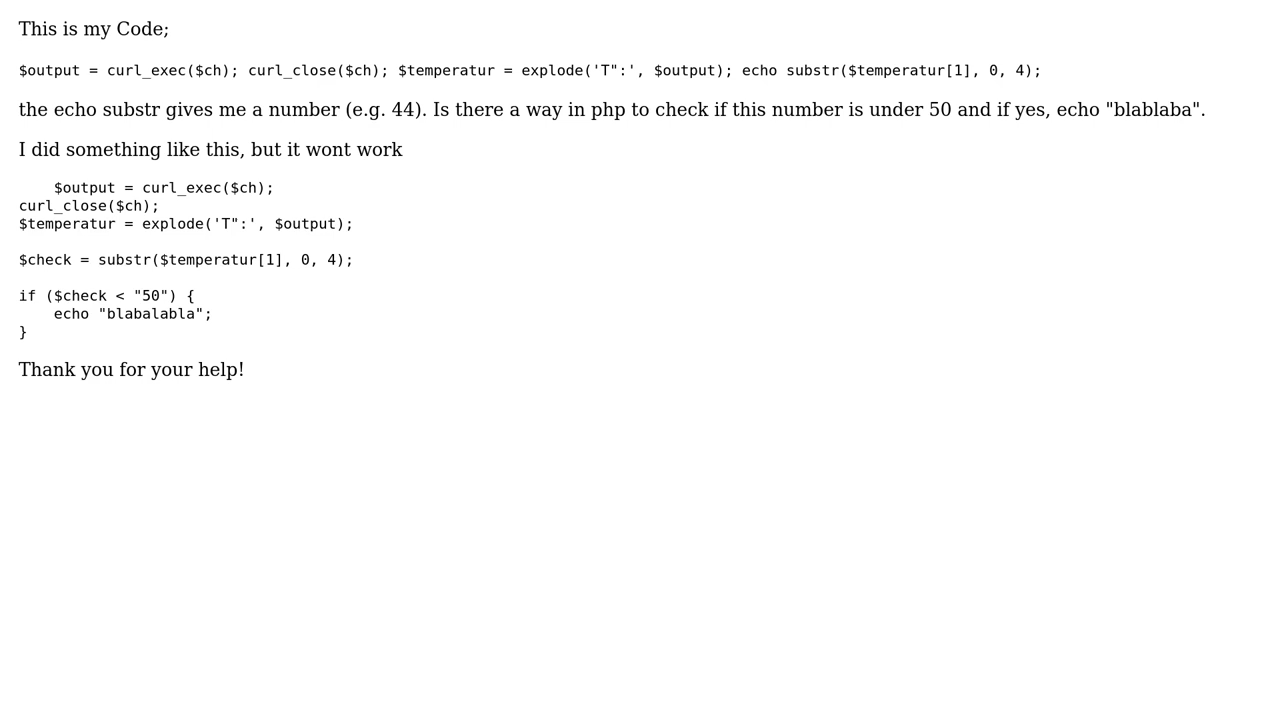 This is my Code;
$output = curl_exec($ch); curl_close($ch); $temperatur = explode('T":', $output); echo substr($temperatur[1], 0, 4);
the echo substr gives me a number (e.g. 44). Is there a way in php to check if this number is under 50 and if yes, echo "blablaba".
I did something like this, but it wont work
    $output = curl_exec($ch);
curl_close($ch);
$temperatur = explode('T":', $output);
$check = substr($temperatur[1], 0, 4);
if ($check < "50") {
    echo "blabalabla";
}
Thank you for your help!